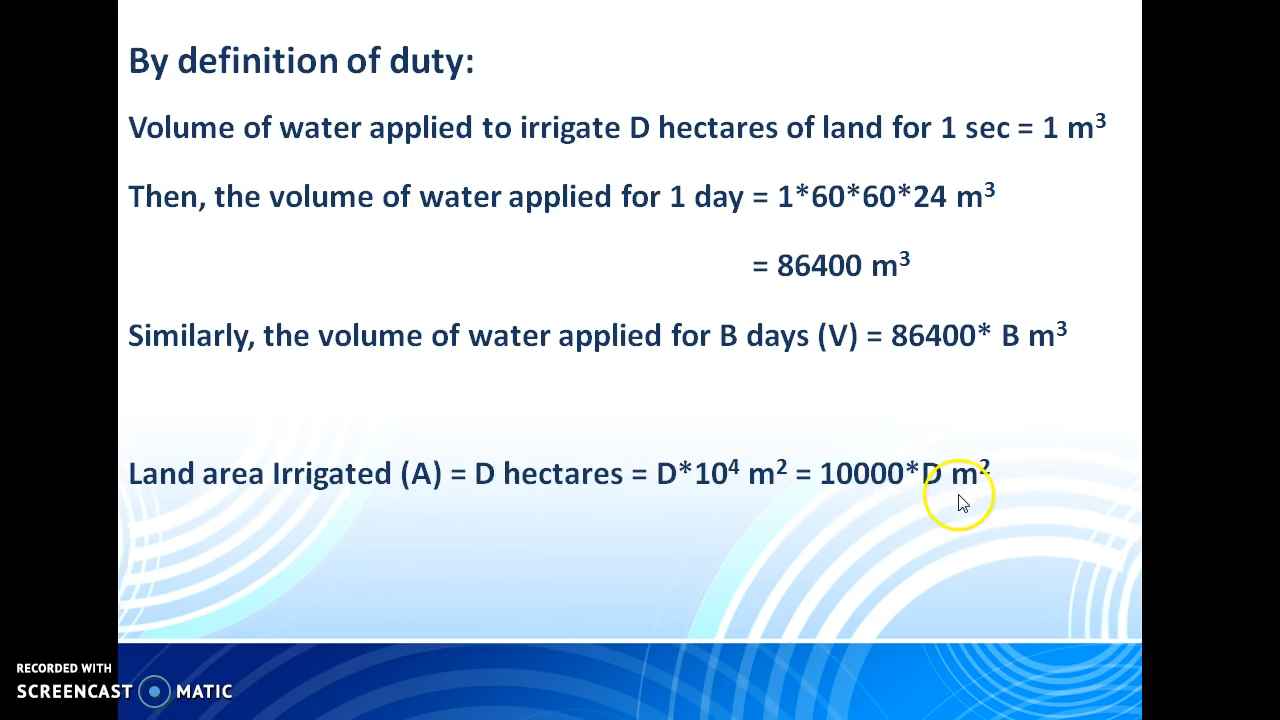 By definition of duty:
Volume of water applied to irrigate D hectares of land for 1 sec = 1 m³
Then, the volume of water applied for 1 day = 1*60*60*24 m³
= 86400 m³
Similarly, the volume of water applied for B days (V) = 86400* B m³
Land area Irrigated (A) = D hectares = D*10⁴ m² = 10000*D m²
RECORDED WITH
SCREENCAST MATIC